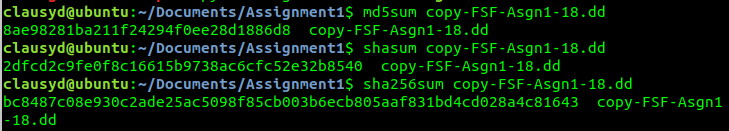 clausyd@ubuntu:~/Documents/Assignment1$ md5sum copy-FSF-Asgn1-18.dd
8ae98281ba211f24294f0ee28d1886d8  copy-FSF-Asgn1-18.dd
clausyd@ubuntu:~/Documents/Assignment1$ shasum copy-FSF-Asgn1-18.dd
2dfcd2c9fe0f8c16615b9738ac6cfc52e32b8540  copy-FSF-Asgn1-18.dd
clausyd@ubuntu:~/Documents/Assignment1$ sha256sum copy-FSF-Asgn1-18.dd
bc8487c08e930c2ade25ac5098f85cb003b6ecb805aaf831bd4cd028a4c81643  copy-FSF-Asgn1
-18.dd